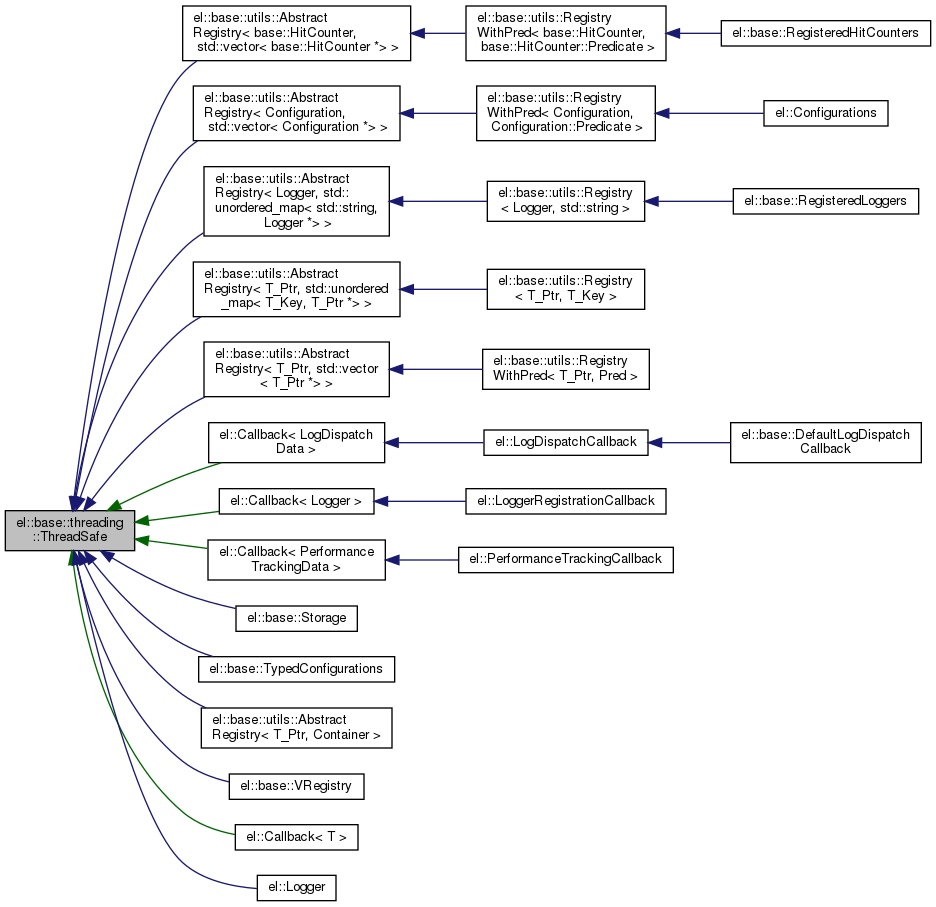 el::base::utils::Abstract
Registry< base::HitCounter,
std::vector< base::HitCounter *> >
el::base::utils::Registry
WithPred< base::HitCounter,
base::HitCounter::Predicate >
el::base::RegisteredHitCounters
el::base::utils::Abstract
Registry< Configuration,
std::vector< Configuration *> >
el::base::utils::Registry
WithPred< Configuration,
Configuration::Predicate >
el::Configurations
el::base::utils::Abstract
Registry< Logger, std::
unordered_map< std::string,
Logger *> >
el::base::utils::Registry
< Logger, std::string >
el::base::RegisteredLoggers
el::base::utils::Abstract
Registry< T_Ptr, std::unordered
_map< T_Key, T_Ptr *> >
el::base::utils::Registry
< T_Ptr, T_Key >
el::base::utils::Abstract
Registry< T_Ptr, std::vector
< T_Ptr *> >
el::base::utils::Registry
WithPred< T_Ptr, Pred >
el::Callback< LogDispatch
Data >
el::LogDispatchCallback
el::base::DefaultLogDispatch
Callback
el::Callback< Logger >
el::LoggerRegistrationCallback
el::base::threading
::ThreadSafe
el::Callback< Performance
TrackingData >
el::PerformanceTrackingCallback
el::base::Storage
el::base::TypedConfigurations
el::base::utils::Abstract
Registry< T_Ptr, Container >
el::base::VRegistry
el::Callback< T >
el::Logger